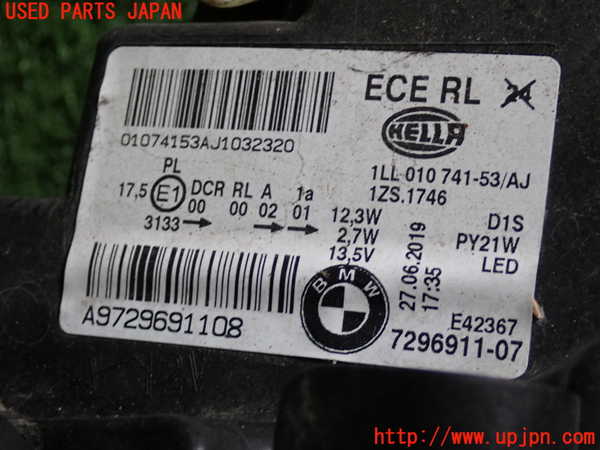 USED PARTS JAPAN
ECE RL 24
HELLA
01074153AJ1032320
1LL 010 741-53/AJ
1ZS.1746
PL
17,5 E1 DCR RL A 1a
00 00 02 01
3133
12,3W
2,7W
13,5V
27.06.2019
17:35
D1S
PY21W
LED
BMW
A9729691108
E42367
7296911-07
http://www.upjpn.com/